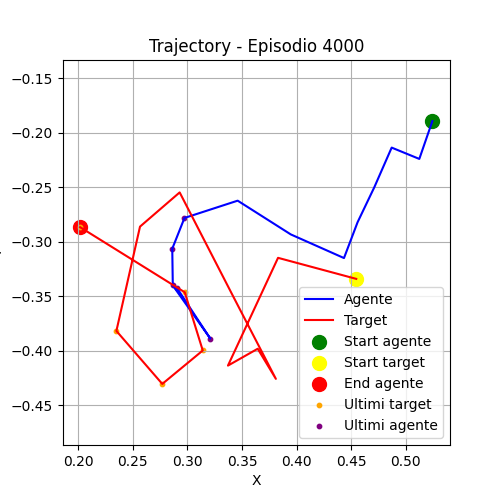 Trajectory - Episodio 4000
−0.15
−0.20
−0.25
−0.30
−0.35
−0.40
−0.45
0.20 0.25 0.30 0.35 0.40 0.45 0.50
X
Agente
Target
Start agente
Start target
End agente
Ultimi target
Ultimi agente